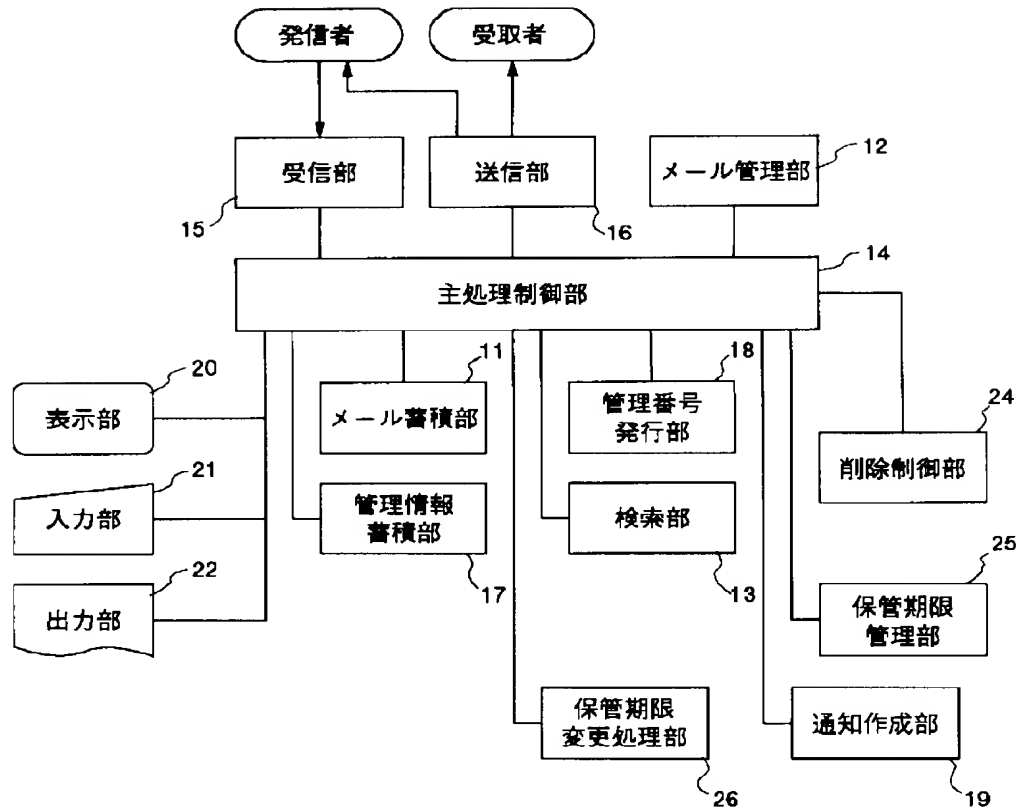 発信者
受取者
受信部
15
送信部
16
メール管理部
12
主処理制御部
14
表示部
20
メール蓄積部
11
管理番号
発行部
18
削除制御部
24
入力部
21
管理情報
蓄積部
17
検索部
13
出力部
22
保管期限
管理部
25
保管期限
変更処理部
26
通知作成部
19